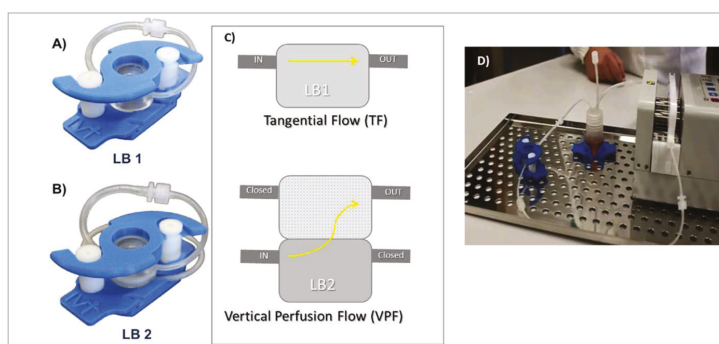 A)
LB 1
B)
LB 2
C)
IN
OUT
LB1
Tangential Flow (TF)
Closed
OUT
IN
Closed
LB2
Vertical Perfusion Flow (VPF)
D)